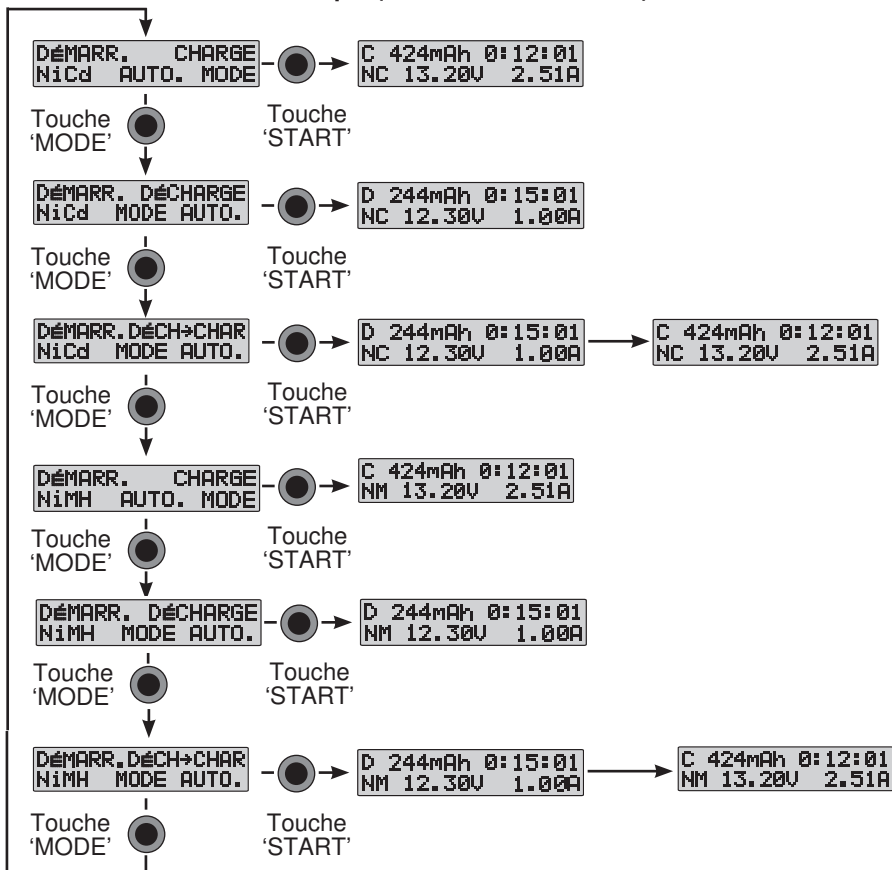 DéMARR. CHARGE
NiCd AUTO. MODE
C 424mAh 0:12:01
NC 13.20V 2.51A
Touche
'MODE'
Touche
'START'
DéMARR. DéCHARGE
NiCd MODE AUTO.
D 244mAh 0:15:01
NC 12.30V 1.00A
Touche
'MODE'
Touche
'START'
DéMARR.DéCH→CHAR
NiCd MODE AUTO.
D 244mAh 0:15:01
NC 12.30V 1.00A
C 424mAh 0:12:01
NC 13.20V 2.51A
Touche
'MODE'
Touche
'START'
DéMARR. CHARGE
NiMH AUTO. MODE
C 424mAh 0:12:01
NM 13.20V 2.51A
Touche
'MODE'
Touche
'START'
DéMARR. DéCHARGE
NiMH MODE AUTO.
D 244mAh 0:15:01
NM 12.30V 1.00A
Touche
'MODE'
Touche
'START'
DéMARR.DéCH→CHAR
NiMH MODE AUTO.
D 244mAh 0:15:01
NM 12.30V 1.00A
C 424mAh 0:12:01
NM 13.20V 2.51A
Touche
'MODE'
Touche
'START'